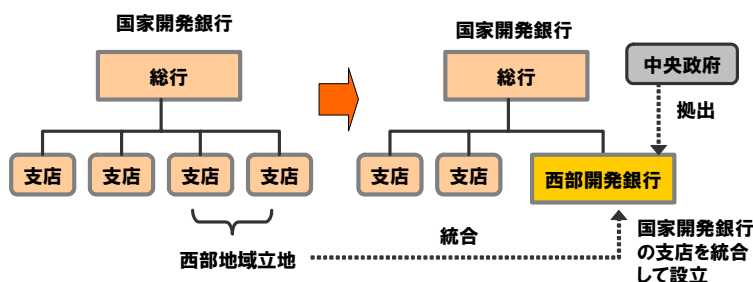 国家開発銀行
総行
支店
支店
支店
支店
西部地域立地
統合
国家開発銀行
総行
支店
支店
西部開発銀行
中央政府
拠出
国家開発銀行
の支店を統合
して設立